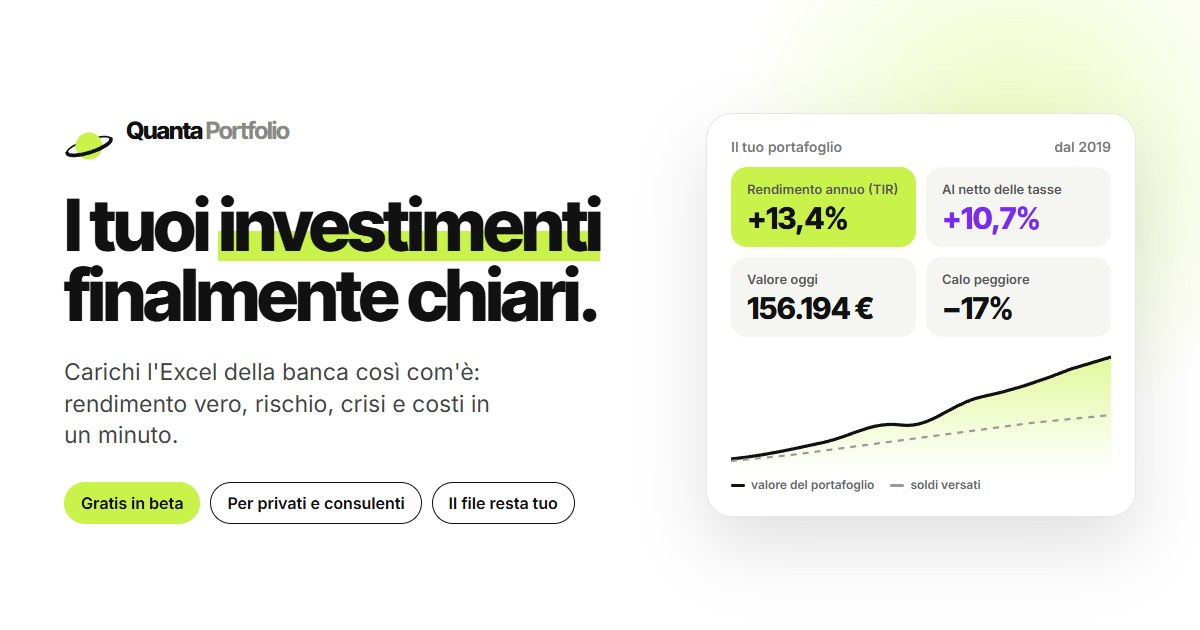 Quanta Portfolio
I tuoi investimenti
finalmente chiari.
Carichi l'Excel della banca così com'è:
rendimento vero, rischio, crisi e costi in
un minuto.
Gratis in beta
Per privati e consulenti
Il file resta tuo
Il tuo portafoglio
dal 2019
Rendimento annuo (TIR)
+13,4%
Al netto delle tasse
+10,7%
Valore oggi
156.194 €
Calo peggiore
−17%
valore del portafoglio
soldi versati